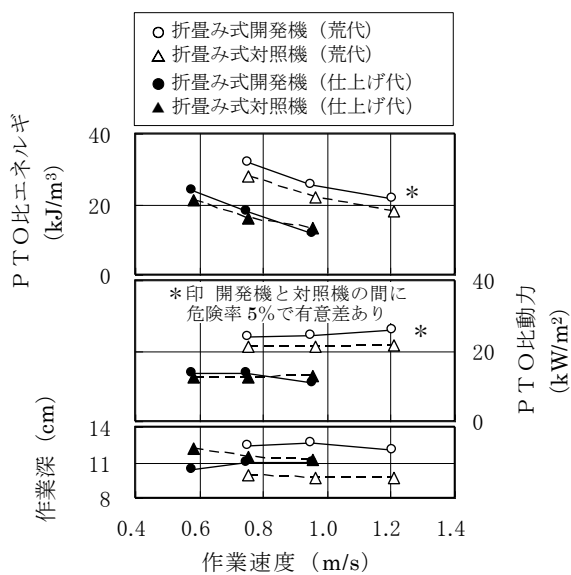 折畳み式開発機（荒代）
折畳み式対照機（荒代）
折畳み式開発機（仕上げ代）
折畳み式対照機（仕上げ代）
PTO比エネルギ
(kJ/m³)
40
20
0
＊
＊印 開発機と対照機の間に
危険率 5%で有意差あり
＊
40
20
0
PTO比動力
(kW/m²)
作業深（cm）
14
11
8
0.4 0.6 0.8 1.0 1.2 1.4
作業速度（m/s）